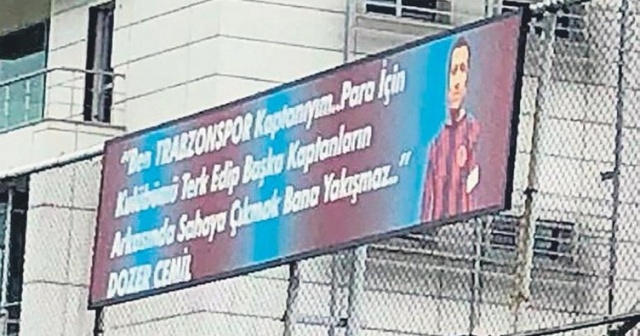 "Ben TRABZONSPOR Kaptanıyım..Para İçin
Kulübümü Terk Edip Başka Kaptanların
Arkasında Sahaya Çıkmak Bana Yakışmaz.."
DOZER CEMİL